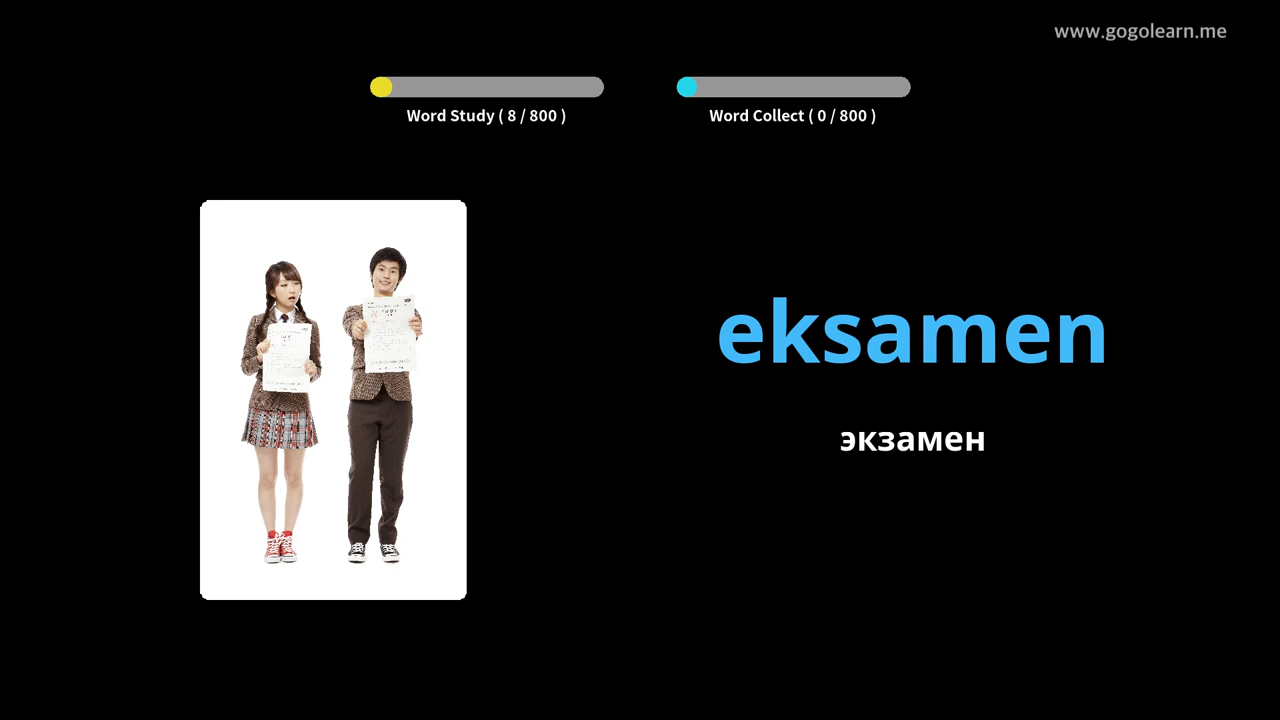 www.gogolearn.me
Word Study ( 8 / 800 )
Word Collect ( 0 / 800 )
eksamen
экзамен